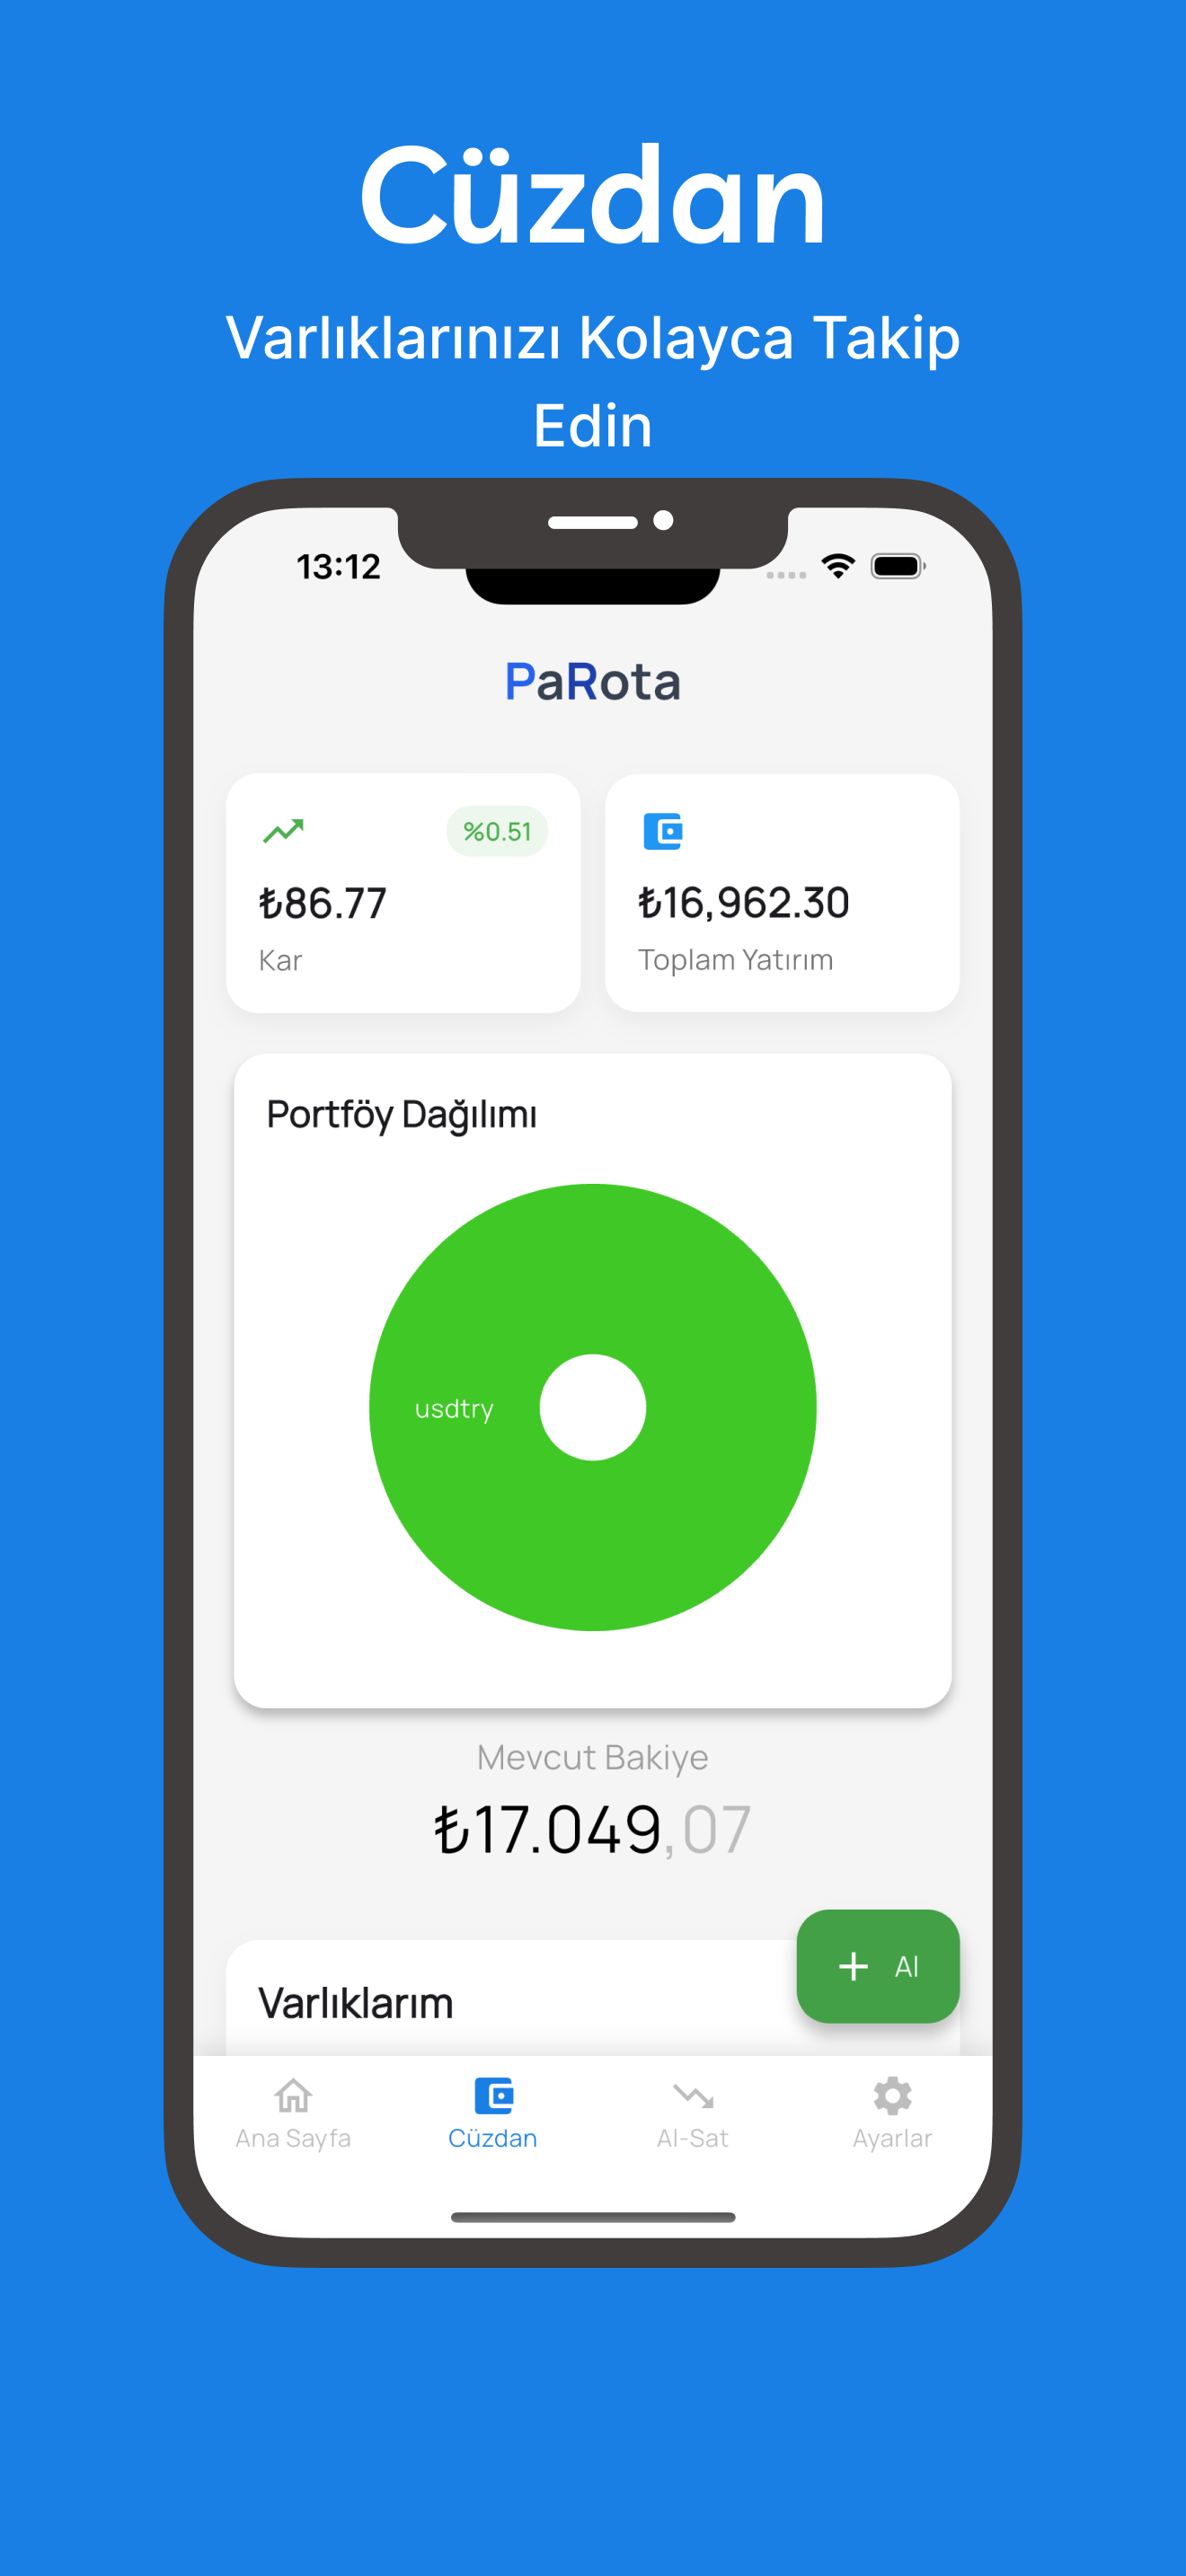 Cüzdan
Varlıklarınızı Kolayca Takip
Edin
13:12
PaRota
%0.51
₺86.77
Kar
₺16,962.30
Toplam Yatırım
Portföy Dağılımı
usdtry
Mevcut Bakiye
₺17.049,07
+ Al
Varlıklarım
Ana Sayfa
Cüzdan
Al-Sat
Ayarlar